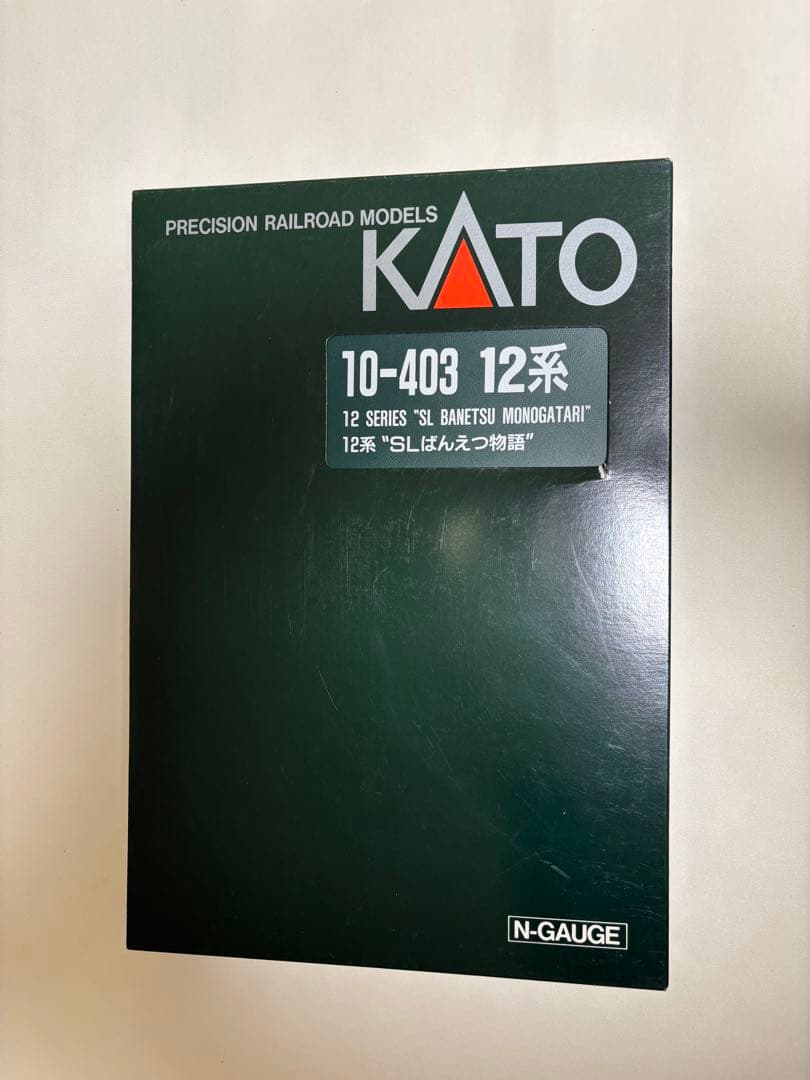 PRECISION RAILROAD MODELS
KATO
10-403 12系
12 SERIES "SL BANETSU MONOGATARI"
12系 "SLばんえつ物語"
N-GAUGE